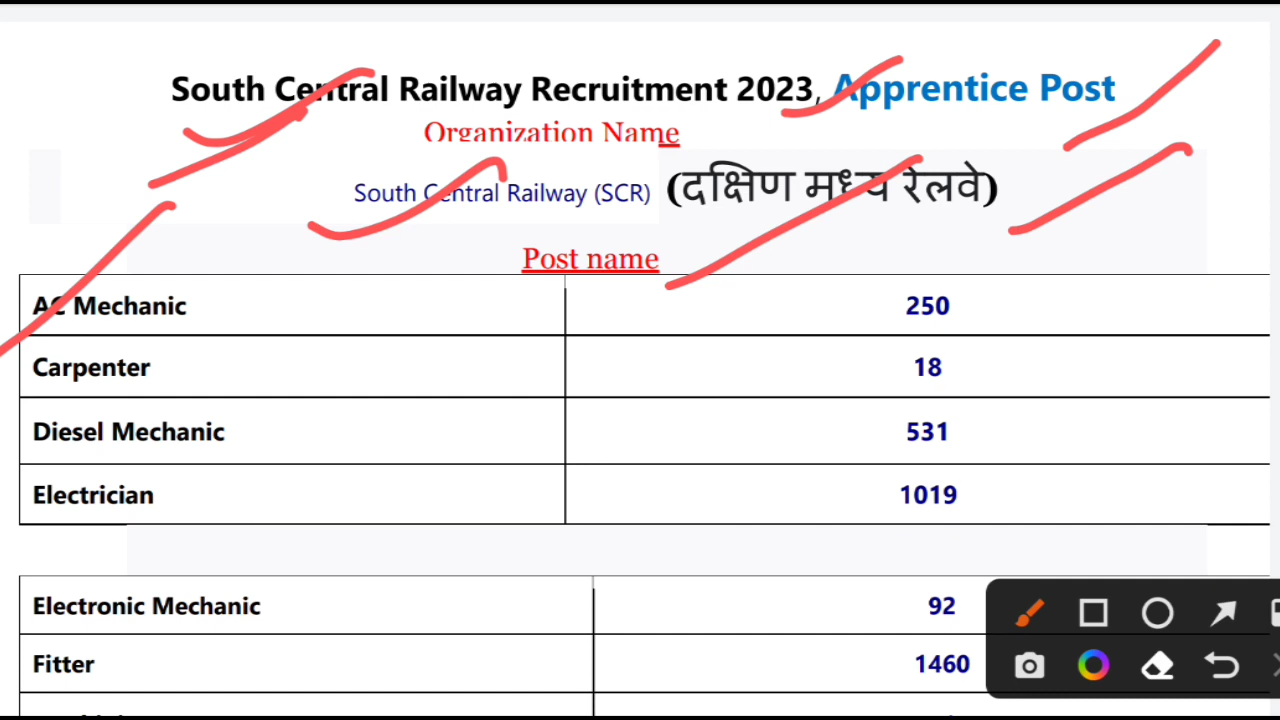 South Central Railway Recruitment 2023, Apprentice Post
Organization Name
South Central Railway (SCR) (दक्षिण मध्य रेलवे)
Post name
AC Mechanic 250
Carpenter 18
Diesel Mechanic 531
Electrician 1019
Electronic Mechanic 92
Fitter 1460